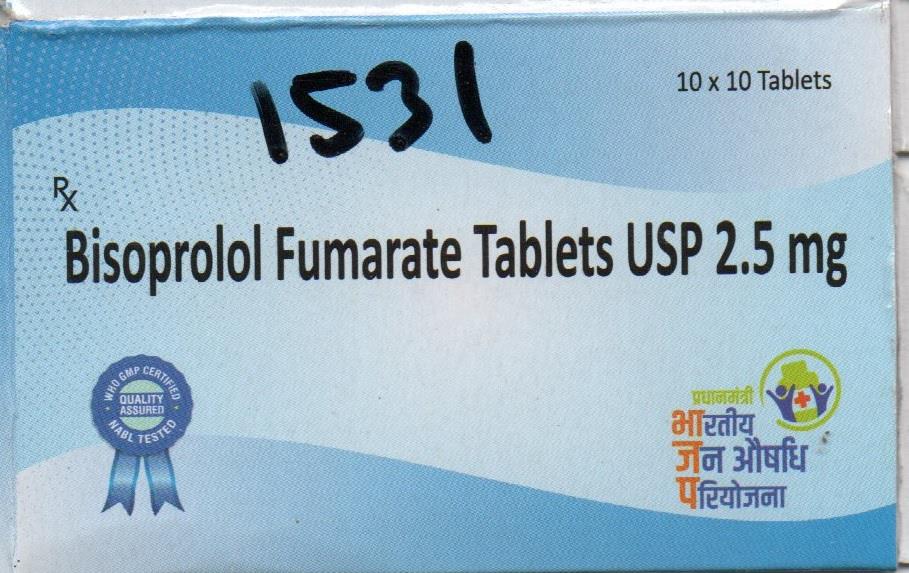 1531
10 x 10 Tablets
Rx
Bisoprolol Fumarate Tablets USP 2.5 mg
WHO GMP CERTIFIED
QUALITY
ASSURED
NABL TESTED
प्रधानमंत्री
भारतीय
जन औषधि
परियोजना